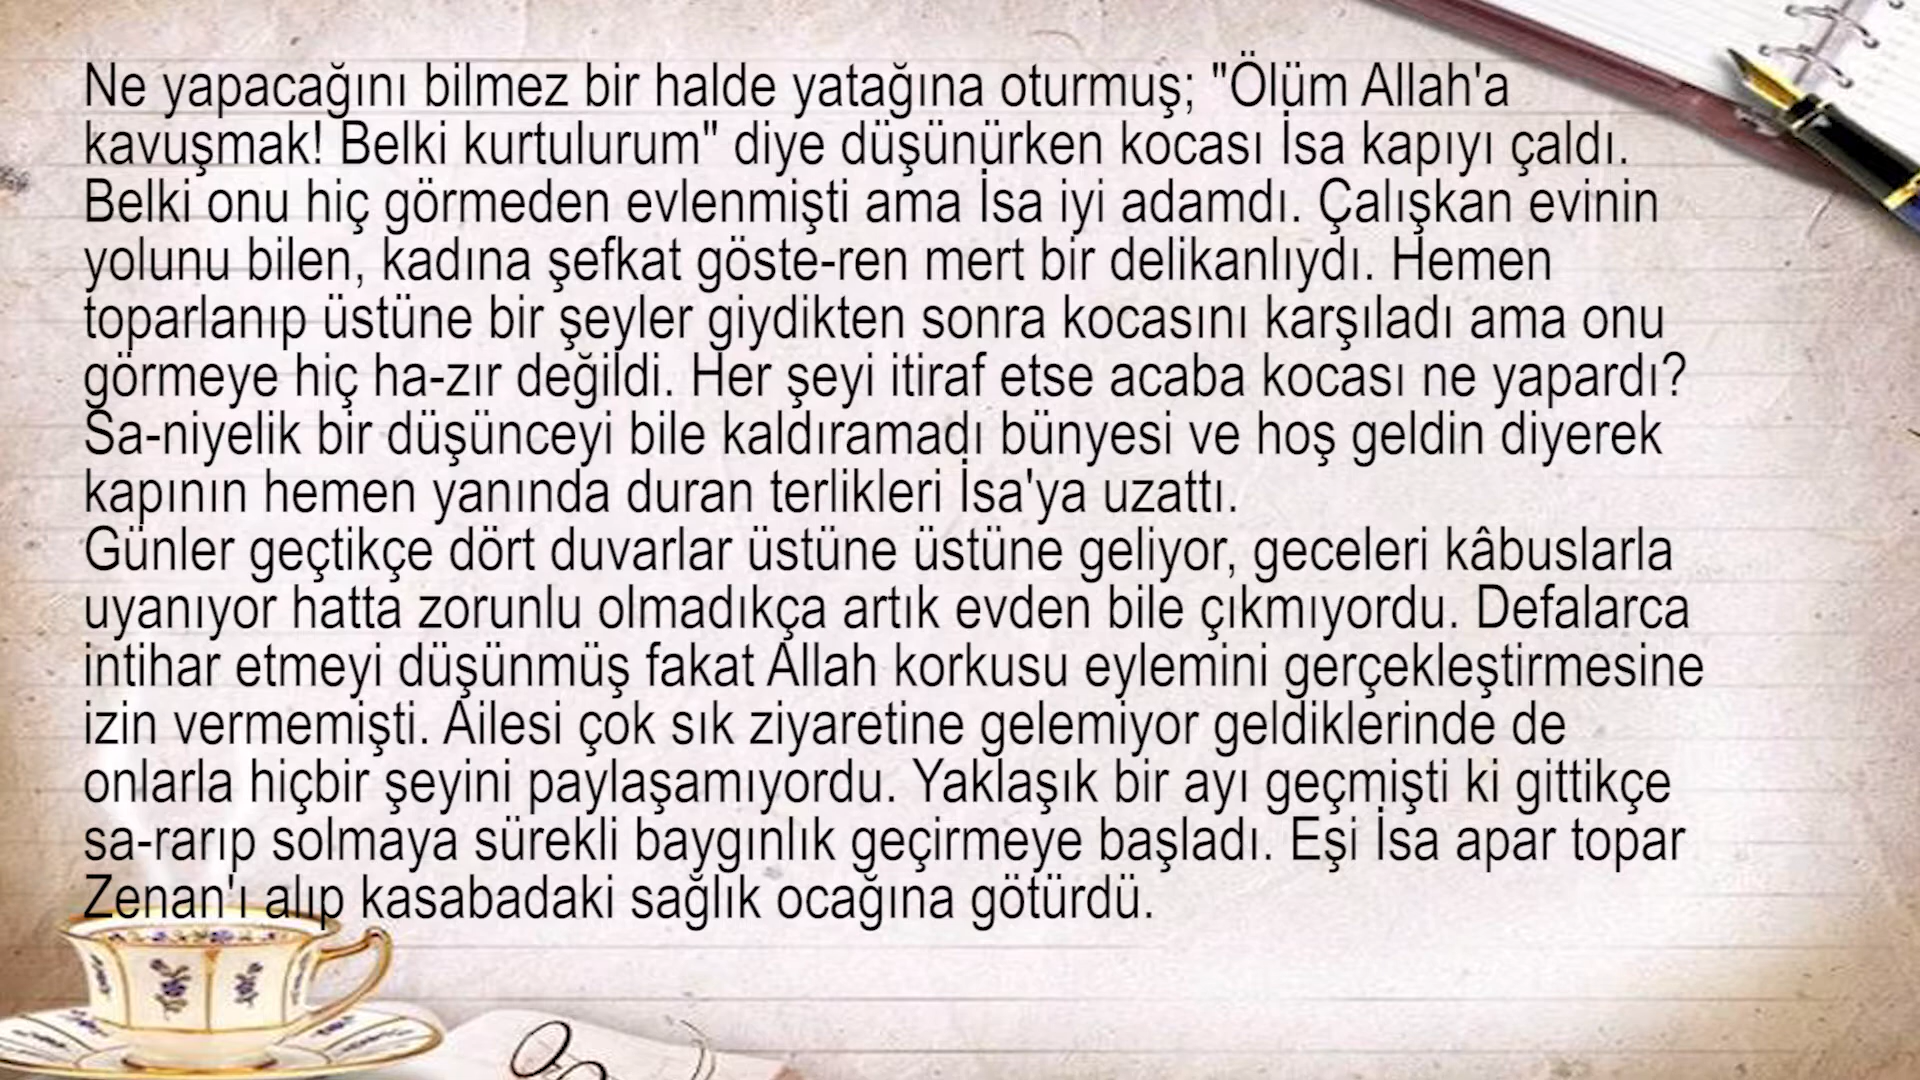 Ne yapacağını bilmez bir halde yatağına oturmuş; "Ölüm Allah'a
kavuşmak! Belki kurtulurum" diye düşünürken kocası İsa kapıyı çaldı.
Belki onu hiç görmeden evlenmişti ama İsa iyi adamdı. Çalışkan evinin
yolunu bilen, kadına şefkat göste-ren mert bir delikanlıydı. Hemen
toparlanıp üstüne bir şeyler giydikten sonra kocasını karşıladı ama onu
görmeye hiç ha-zır değildi. Her şeyi itiraf etse acaba kocası ne yapardı?
Sa-niyelik bir düşünceyi bile kaldıramadı bünyesi ve hoş geldin diyerek
kapının hemen yanında duran terlikleri İsa'ya uzattı.
Günler geçtikçe dört duvarlar üstüne üstüne geliyor, geceleri kâbuslarla
uyanıyor hatta zorunlu olmadıkça artık evden bile çıkmıyordu. Defalarca
intihar etmeyi düşünmüş fakat Allah korkusu eylemini gerçekleştirmesine
izin vermemişti. Ailesi çok sık ziyaretine gelemiyor geldiklerinde de
onlarla hiçbir şeyini paylaşamıyordu. Yaklaşık bir ayı geçmişti ki gittikçe
sa-rarıp solmaya sürekli baygınlık geçirmeye başladı. Eşi İsa apar topar
Zenan'ı alıp kasabadaki sağlık ocağına götürdü.